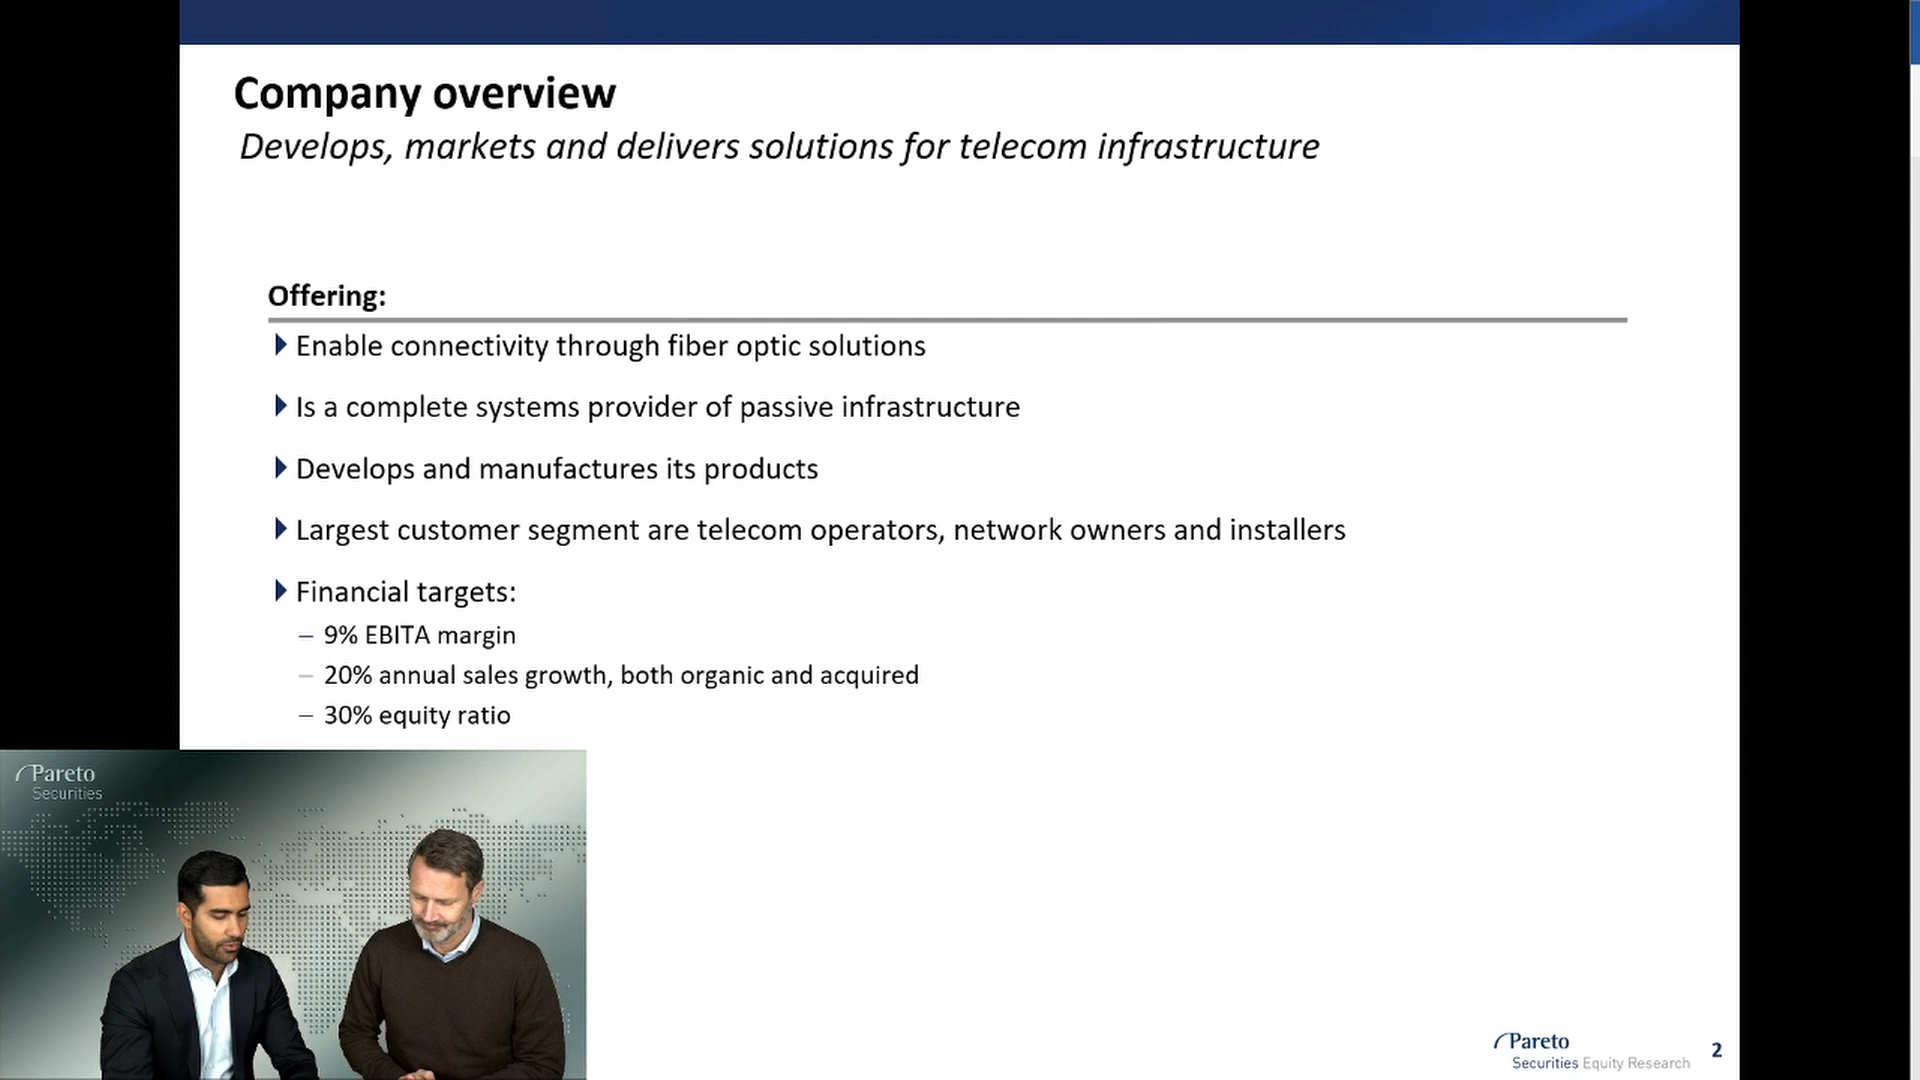 Company overview
Develops, markets and delivers solutions for telecom infrastructure
Offering:
Enable connectivity through fiber optic solutions
Is a complete systems provider of passive infrastructure
Develops and manufactures its products
Largest customer segment are telecom operators, network owners and installers
Financial targets:
– 9% EBITA margin
– 20% annual sales growth, both organic and acquired
– 30% equity ratio
Pareto
Securities
Pareto
Securities Equity Research
2